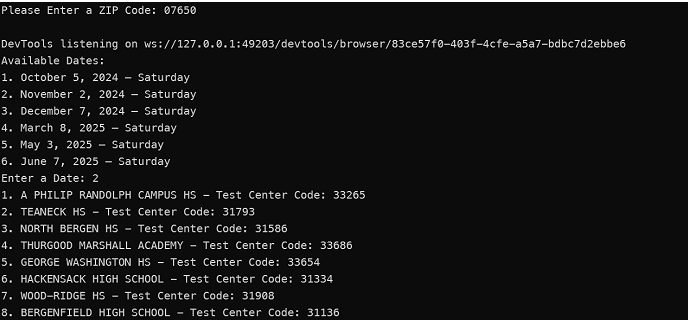 Please Enter a ZIP Code: 07650
DevTools listening on ws://127.0.0.1:49203/devtools/browser/83ce57f0-403f-4cfe-a5a7-bdbc7d2ebbe6
Available Dates:
1. October 5, 2024 – Saturday
2. November 2, 2024 – Saturday
3. December 7, 2024 – Saturday
4. March 8, 2025 – Saturday
5. May 3, 2025 – Saturday
6. June 7, 2025 – Saturday
Enter a Date: 2
1. A PHILIP RANDOLPH CAMPUS HS – Test Center Code: 33265
2. TEANECK HS – Test Center Code: 31793
3. NORTH BERGEN HS – Test Center Code: 31586
4. THURGOOD MARSHALL ACADEMY – Test Center Code: 33686
5. GEORGE WASHINGTON HS – Test Center Code: 33654
6. HACKENSACK HIGH SCHOOL – Test Center Code: 31334
7. WOOD–RIDGE HS – Test Center Code: 31908
8. BERGENFIELD HIGH SCHOOL – Test Center Code: 31136